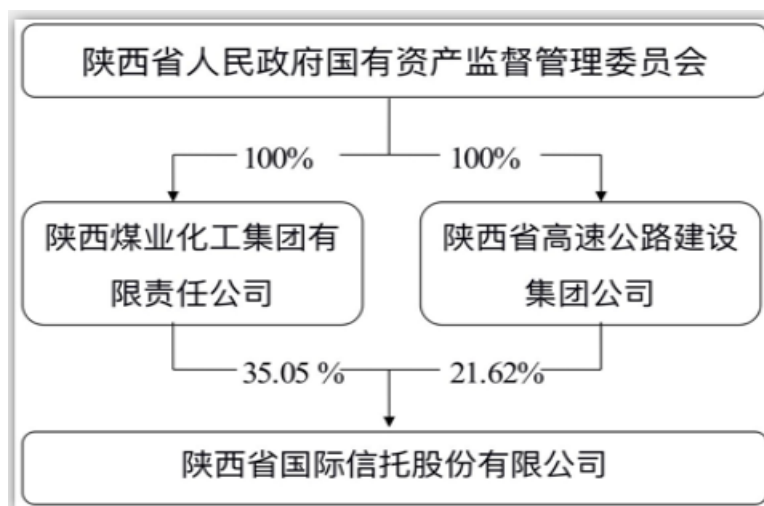 陕西省人民政府国有资产监督管理委员会
100% 100%
陕西煤业化工集团有
限责任公司
陕西省高速公路建设
集团公司
35.05 % 21.62%
陕西省国际信托股份有限公司